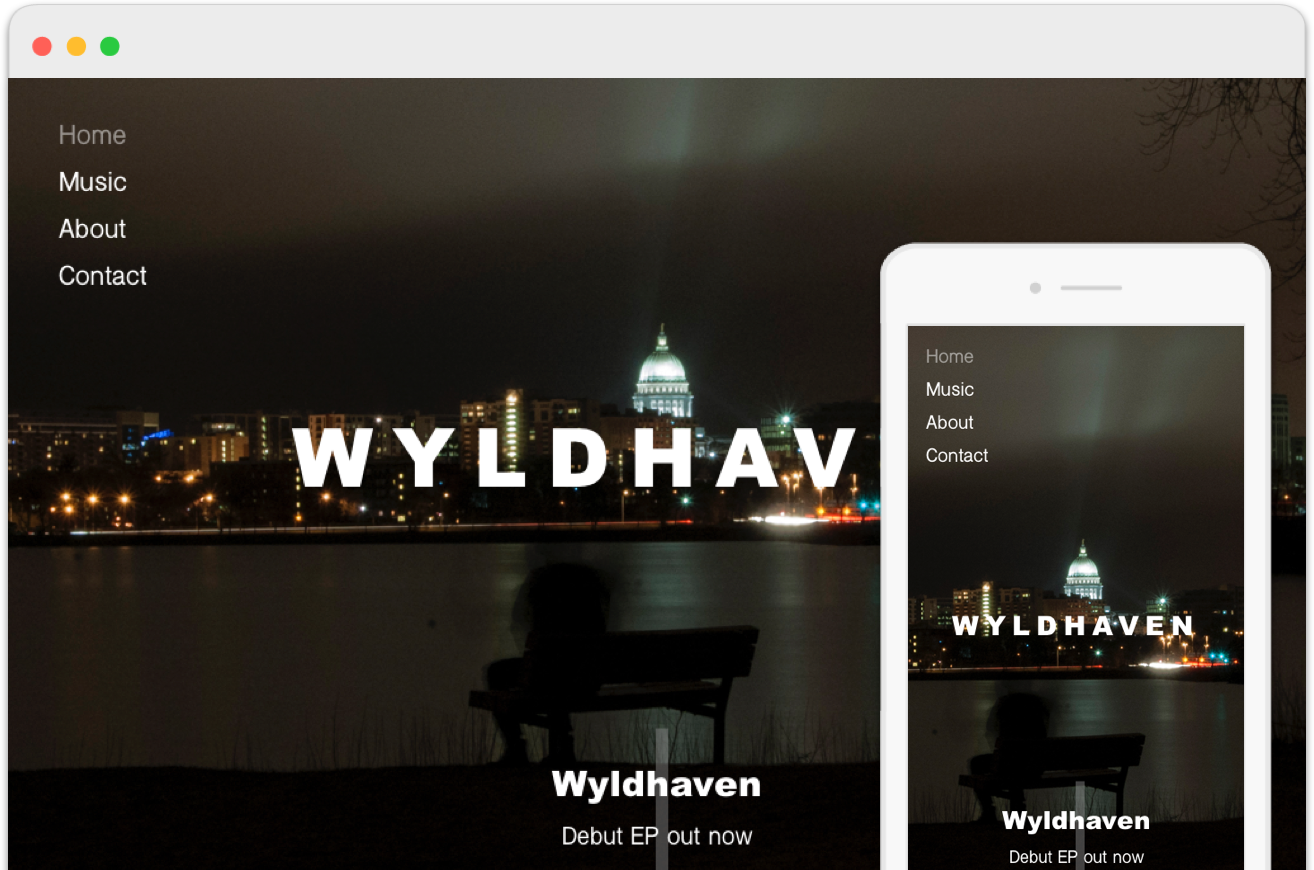 Home
Music
About
Contact
WYLDHAV
Wyldhaven
Debut EP out now
Home
Music
About
Contact
WYLDHAVEN
Wyldhaven
Debut EP out now